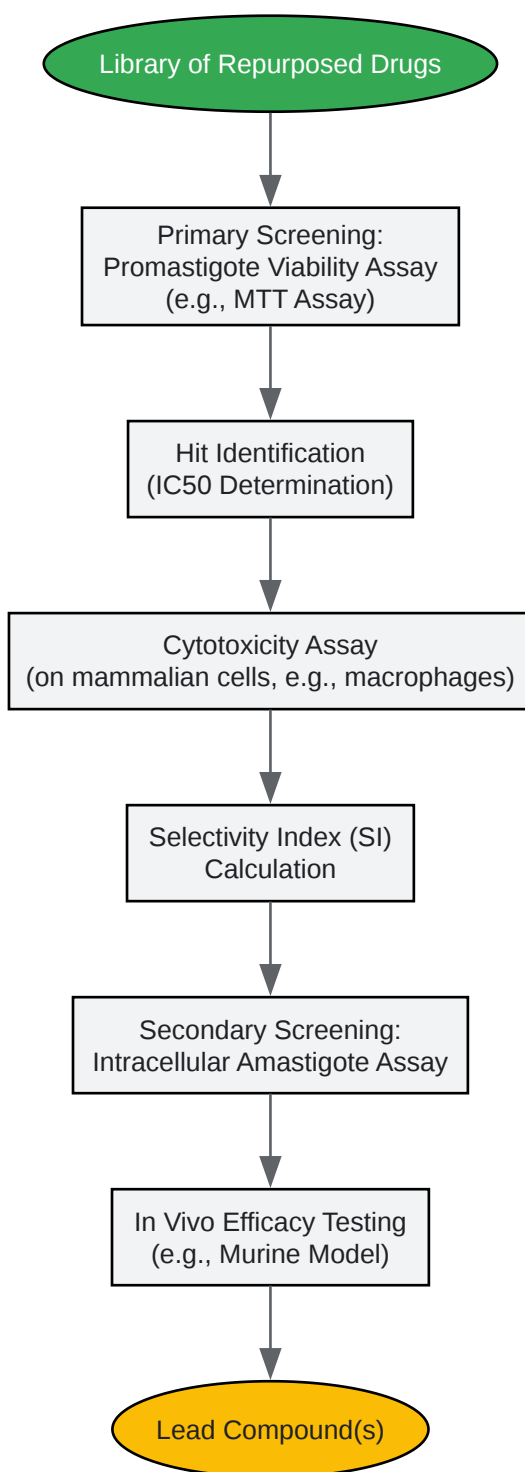 Library of Repurposed Drugs
Primary Screening:
Promastigote Viability Assay
(e.g., MTT Assay)
Hit Identification
(IC50 Determination)
Cytotoxicity Assay
(on mammalian cells, e.g., macrophages)
Selectivity Index (SI)
Calculation
Secondary Screening:
Intracellular Amastigote Assay
In Vivo Efficacy Testing
(e.g., Murine Model)
Lead Compound(s)